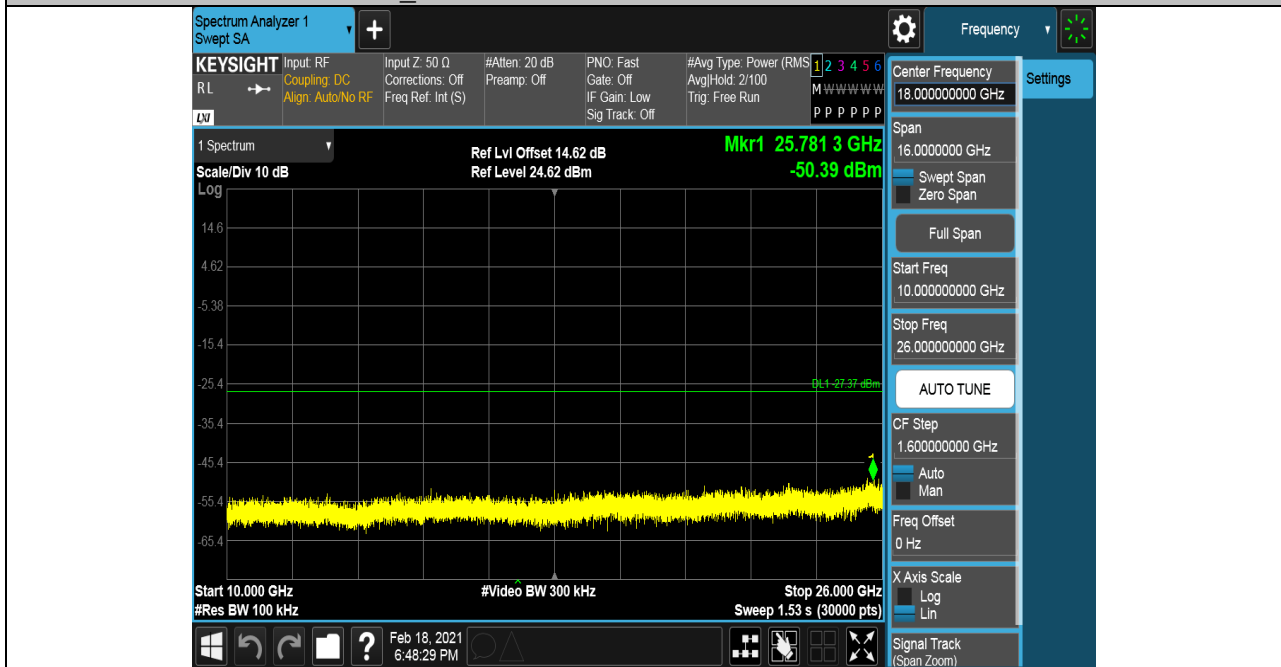 Spectrum Analyzer 1
Swept SA
Frequency
KEYSIGHT
RL
LXI
Input: RF
Coupling: DC
Align: Auto/No RF
Input Z: 50 Ω
Corrections: Off
Freq Ref: Int (S)
#Atten: 20 dB
Preamp: Off
PNO: Fast
Gate: Off
IF Gain: Low
Sig Track: Off
#Avg Type: Power (RMS
Avg|Hold: 2/100
Trig: Free Run
1 2 3 4 5 6
M W W W W W
P P P P P P
1 Spectrum
Scale/Div 10 dB
Log
Ref Lvl Offset 14.62 dB
Ref Level 24.62 dBm
Mkr1 25.781 3 GHz
-50.39 dBm
14.6
4.62
-5.38
-15.4
-25.4
DL1 -27.37 dBm
-35.4
-45.4
1
-55.4
-65.4
Start 10.000 GHz
#Res BW 100 kHz
#Video BW 300 kHz
Stop 26.000 GHz
Sweep 1.53 s (30000 pts)
Feb 18, 2021
6:48:29 PM
Center Frequency
18.000000000 GHz
Settings
Span
16.0000000 GHz
Swept Span
Zero Span
Full Span
Start Freq
10.000000000 GHz
Stop Freq
26.000000000 GHz
AUTO TUNE
CF Step
1.600000000 GHz
Auto
Man
Freq Offset
0 Hz
X Axis Scale
Log
Lin
Signal Track
(Span Zoom)